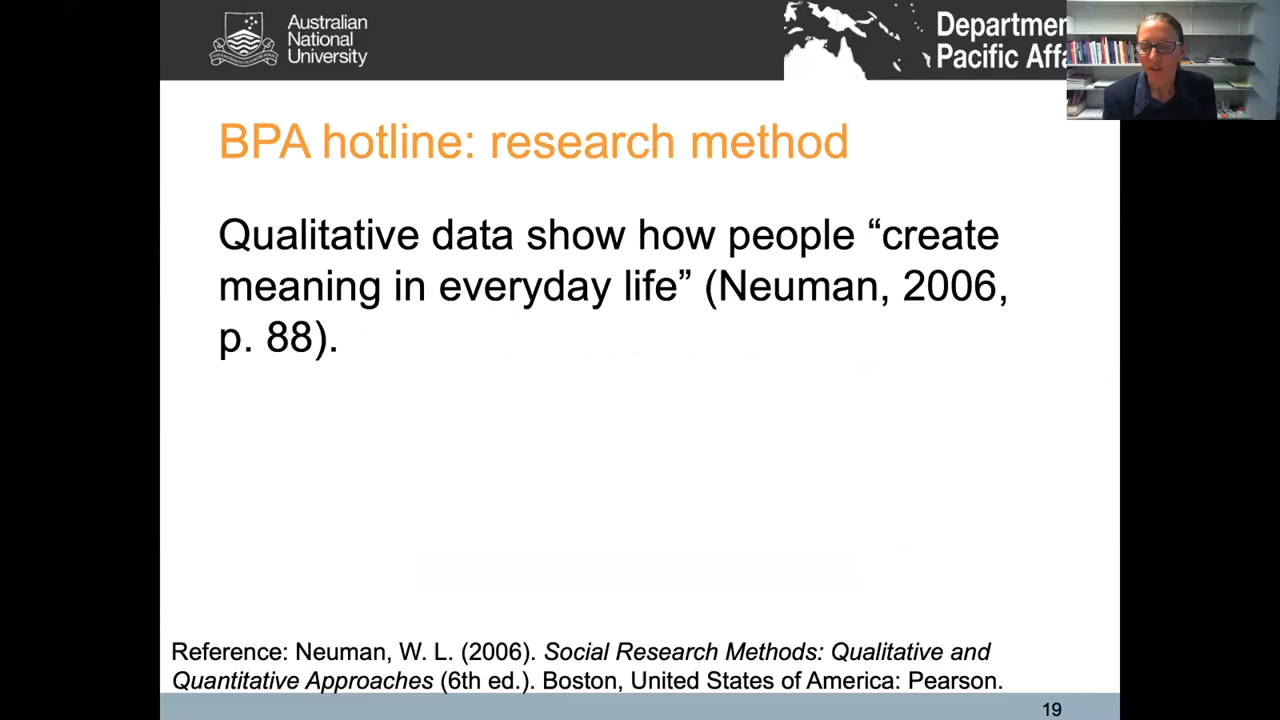 Australian
National
University
Pacific
BPA hotline: research method
Qualitative data show how people “create
meaning in everyday life” (Neuman, 2006,
p. 88).
Reference: Neuman, W. L. (2006). Social Research Methods: Qualitative and
Quantitative Approaches (6th ed.). Boston, United States of America: Pearson.
19